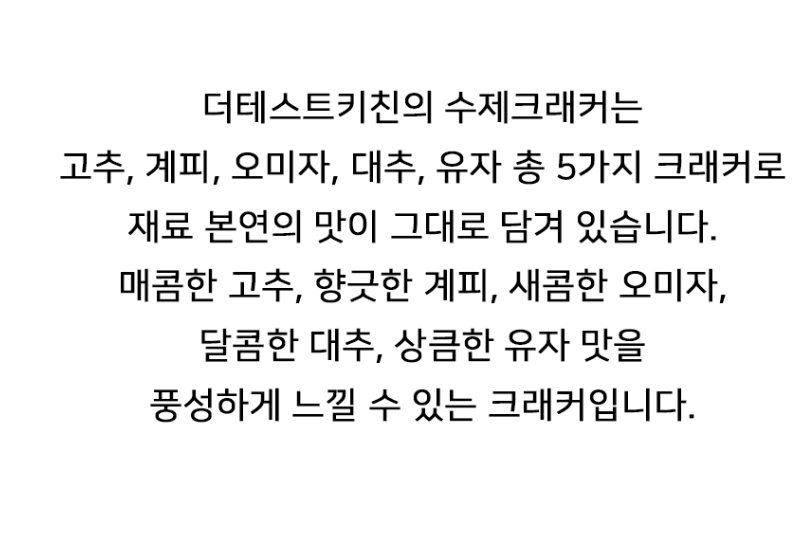 더테스트키친의 수제크래커는
고추, 계피, 오미자, 대추, 유자 총 5가지 크래커로
재료 본연의 맛이 그대로 담겨 있습니다.
매콤한 고추, 향긋한 계피, 새콤한 오미자,
달콤한 대추, 상큼한 유자 맛을
풍성하게 느낄 수 있는 크래커입니다.